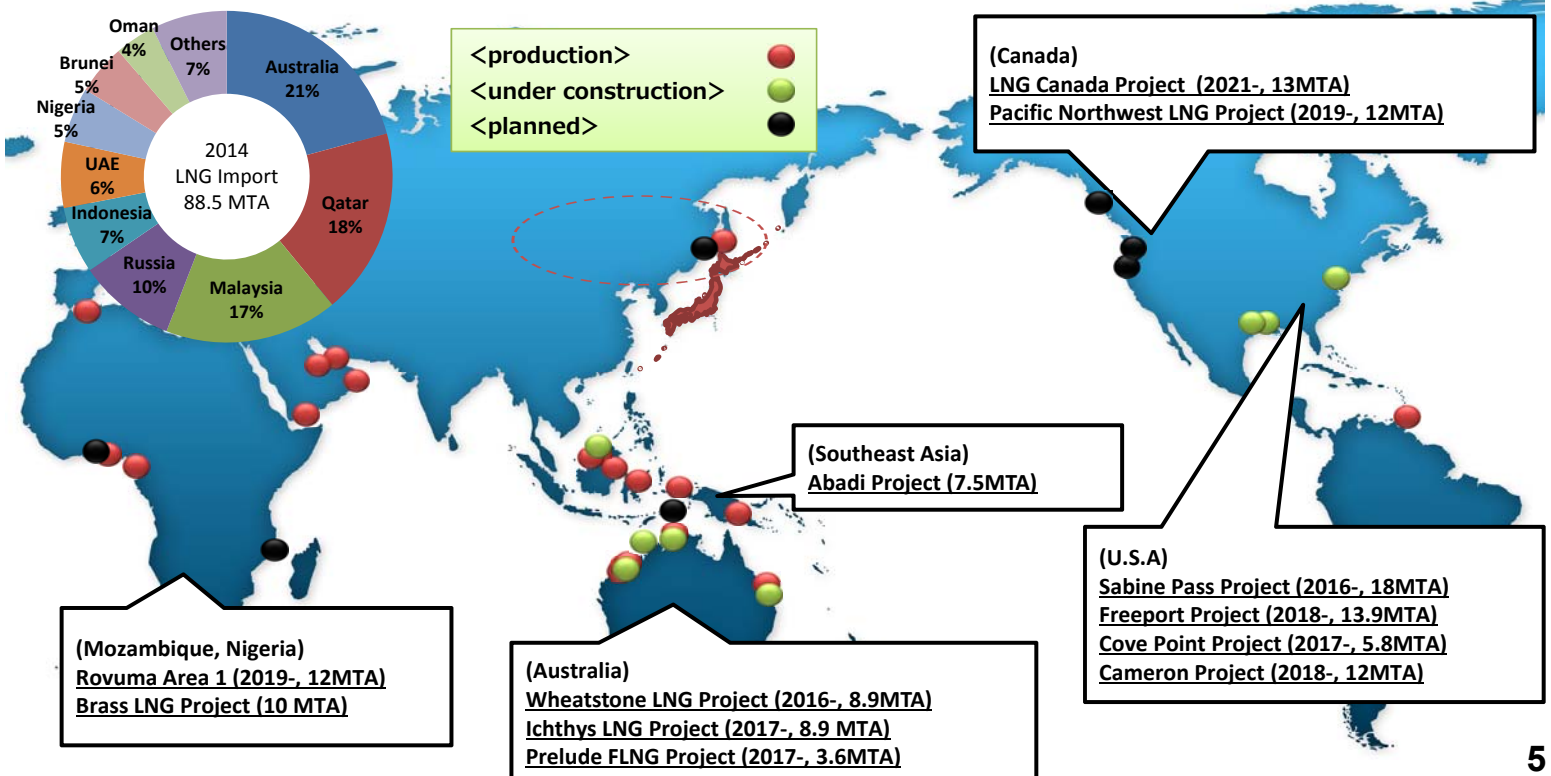 Oman
4%
Others
7%
Australia
21%
Brunei
5%
Nigeria
5%
UAE
6%
2014
LNG Import
88.5 MTA
Qatar
18%
Indonesia
7%
Russia
10%
Malaysia
17%
<production>
<under construction>
<planned>
(Canada)
LNG Canada Project (2021-, 13MTA)
Pacific Northwest LNG Project (2019-, 12MTA)
(Southeast Asia)
Abadi Project (7.5MTA)
(U.S.A)
Sabine Pass Project (2016-, 18MTA)
Freeport Project (2018-, 13.9MTA)
Cove Point Project (2017-, 5.8MTA)
Cameron Project (2018-, 12MTA)
(Mozambique, Nigeria)
Rovuma Area 1 (2019-, 12MTA)
Brass LNG Project (10 MTA)
(Australia)
Wheatstone LNG Project (2016-, 8.9MTA)
Ichthys LNG Project (2017-, 8.9 MTA)
Prelude FLNG Project (2017-, 3.6MTA)
5